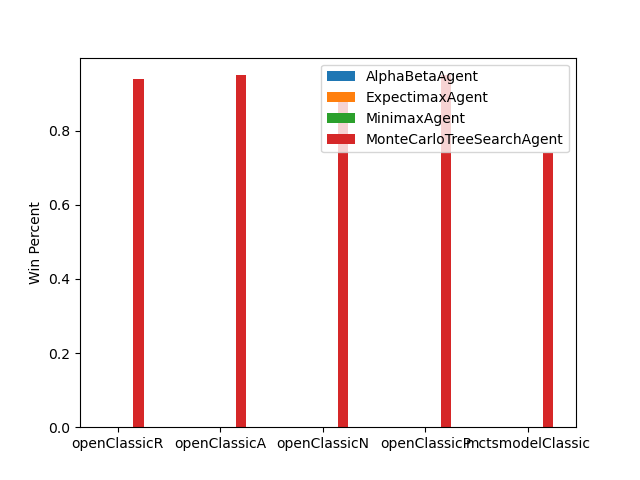 AlphaBetaAgent
ExpectimaxAgent
MinimaxAgent
MonteCarloTreeSearchAgent
Win Percent
0.8
0.6
0.4
0.2
0.0
openClassicR openClassicA openClassicN openClassicP mctsmodelClassic